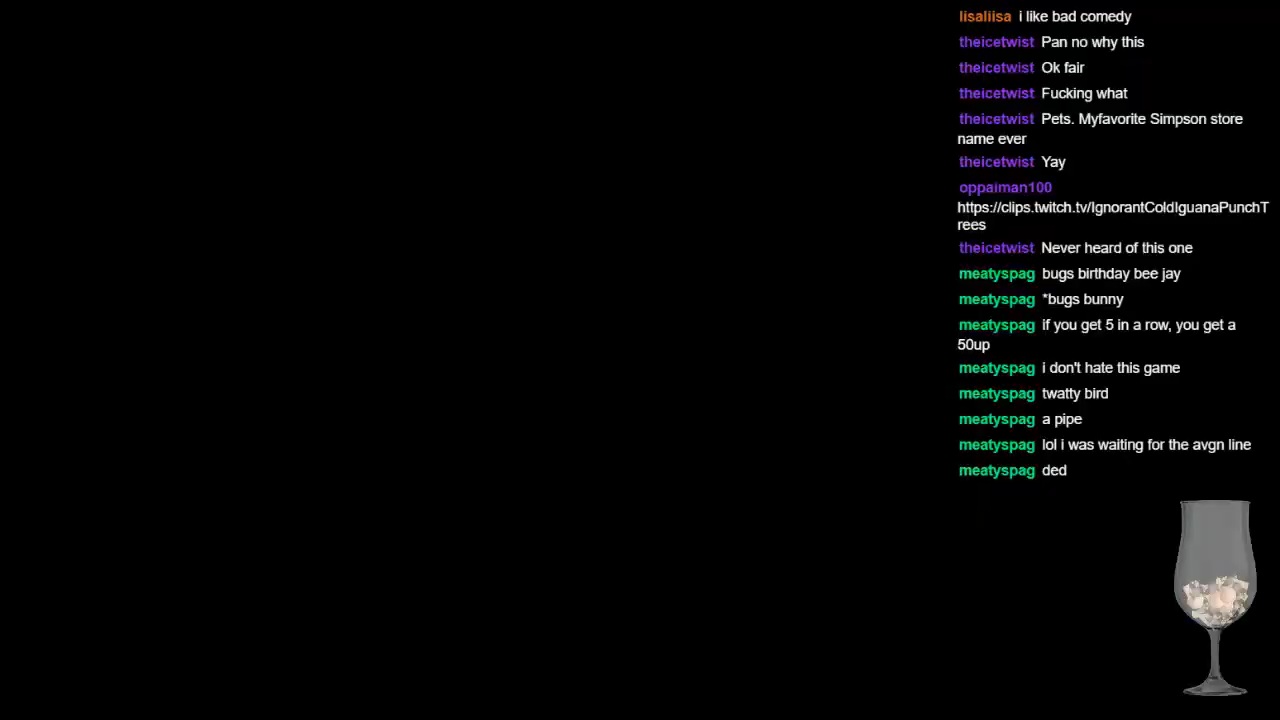 lisaliisa i like bad comedy
theicetwist Pan no why this
theicetwist Ok fair
theicetwist Fucking what
theicetwist Pets. Myfavorite Simpson store
name ever
theicetwist Yay
oppaiman100
https://clips.twitch.tv/IgnorantColdIguanaPunchT
rees
theicetwist Never heard of this one
meatyspag bugs birthday bee jay
meatyspag *bugs bunny
meatyspag if you get 5 in a row, you get a
50up
meatyspag i don't hate this game
meatyspag twatty bird
meatyspag a pipe
meatyspag lol i was waiting for the avgn line
meatyspag ded